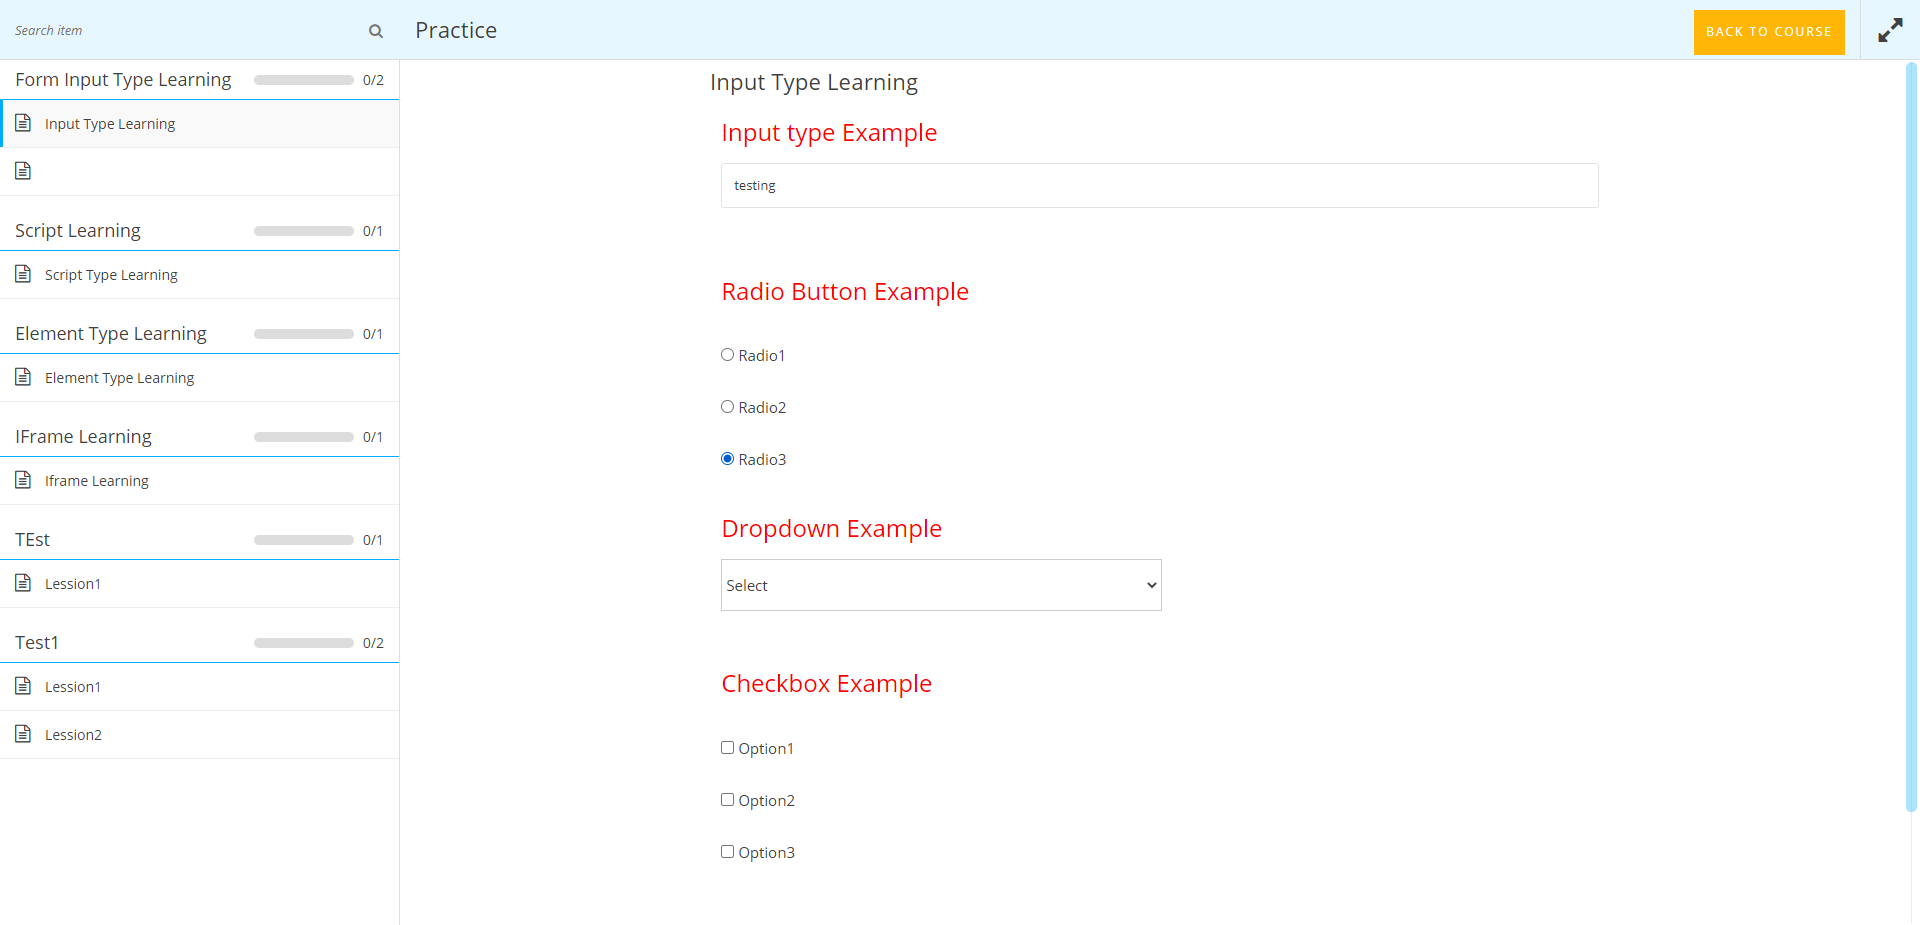 Search item
Practice
BACK TO COURSE
Form Input Type Learning 0/2
Input Type Learning
Script Learning 0/1
Script Type Learning
Element Type Learning 0/1
Element Type Learning
IFrame Learning 0/1
Iframe Learning
TEst 0/1
Lession1
Test1 0/2
Lession1
Lession2
Input Type Learning
Input type Example
testing
Radio Button Example
Radio1
Radio2
Radio3
Dropdown Example
Select
Checkbox Example
Option1
Option2
Option3